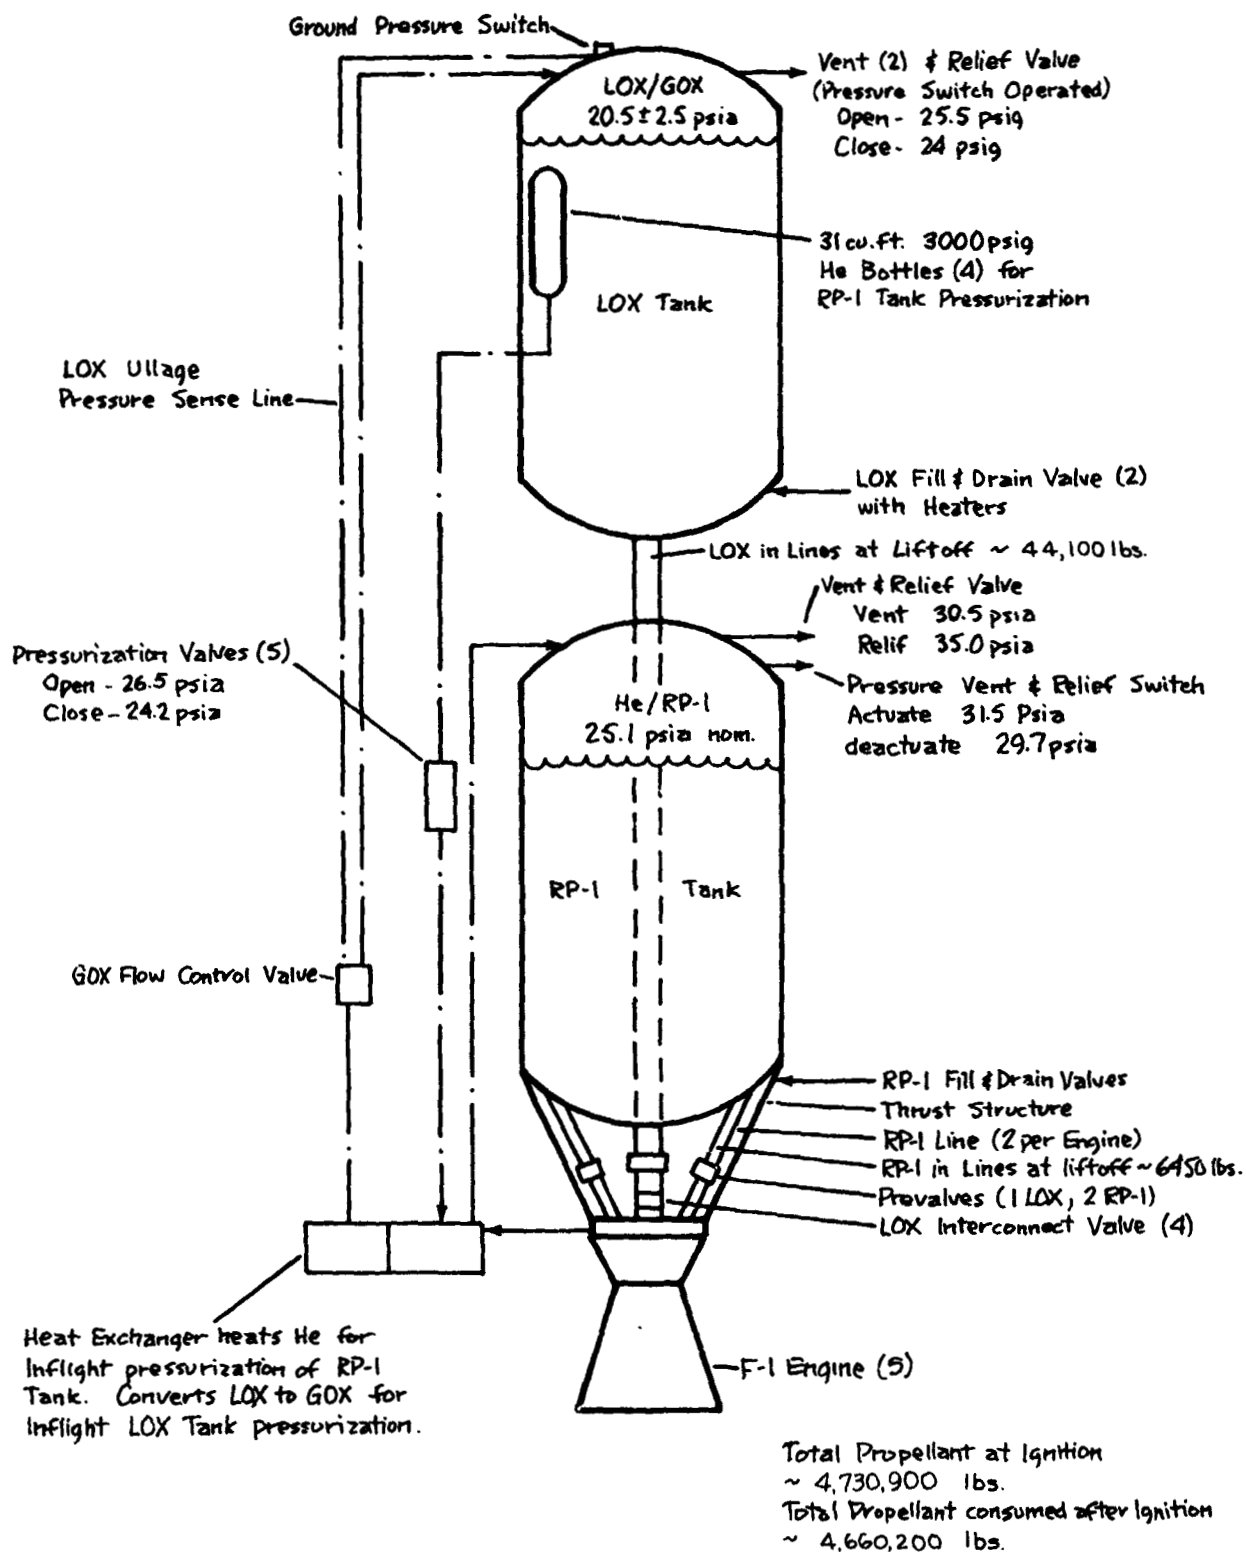 Ground Pressure Switch
Vent (2) & Relief Valve
(Pressure Switch Operated)
Open - 25.5 psig
Close - 24 psig
LOX/GOX
20.5 ± 2.5 psia
31 cu.ft. 3000 psig
He Bottles (4) for
RP-1 Tank Pressurization
LOX Tank
LOX Ullage
Pressure Sense Line
LOX Fill & Drain Valve (2)
with Heaters
LOX in Lines at Liftoff ~ 44,100 lbs.
Vent & Relief Valve
Vent 30.5 psia
Relif 35.0 psia
Pressurization Valves (5)
Open - 26.5 psia
Close - 24.2 psia
Pressure Vent & Relief Switch
Actuate 31.5 Psia
deactuate 29.7 psia
He/RP-1
25.1 psia nom.
RP-1 Tank
GOX Flow Control Valve
RP-1 Fill & Drain Valves
Thrust Structure
RP-1 Line (2 per Engine)
RP-1 in Lines at liftoff ~ 6450 lbs.
Prevalves (1 LOX, 2 RP-1)
LOX Interconnect Valve (4)
Heat Exchanger heats He for
Inflight pressurization of RP-1
Tank. Converts LOX to GOX for
Inflight LOX Tank pressurization.
F-1 Engine (5)
Total Propellant at Ignition
~ 4,730,900 lbs.
Total Propellant consumed after Ignition
~ 4,660,200 lbs.